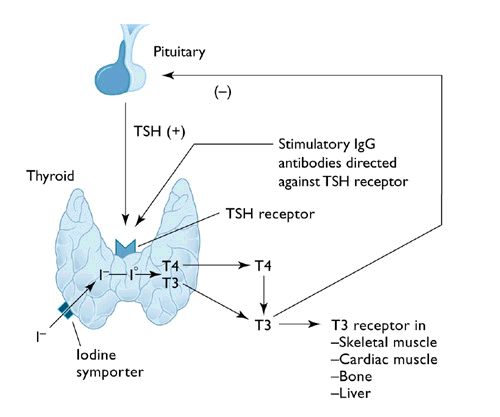 Pituitary
(–)
TSH (+)
Stimulatory IgG
antibodies directed
against TSH receptor
Thyroid
TSH receptor
I⁻
I°
T4
T3
T4
T3
I⁻
Iodine
symporter
T3 receptor in
–Skeletal muscle
–Cardiac muscle
–Bone
–Liver